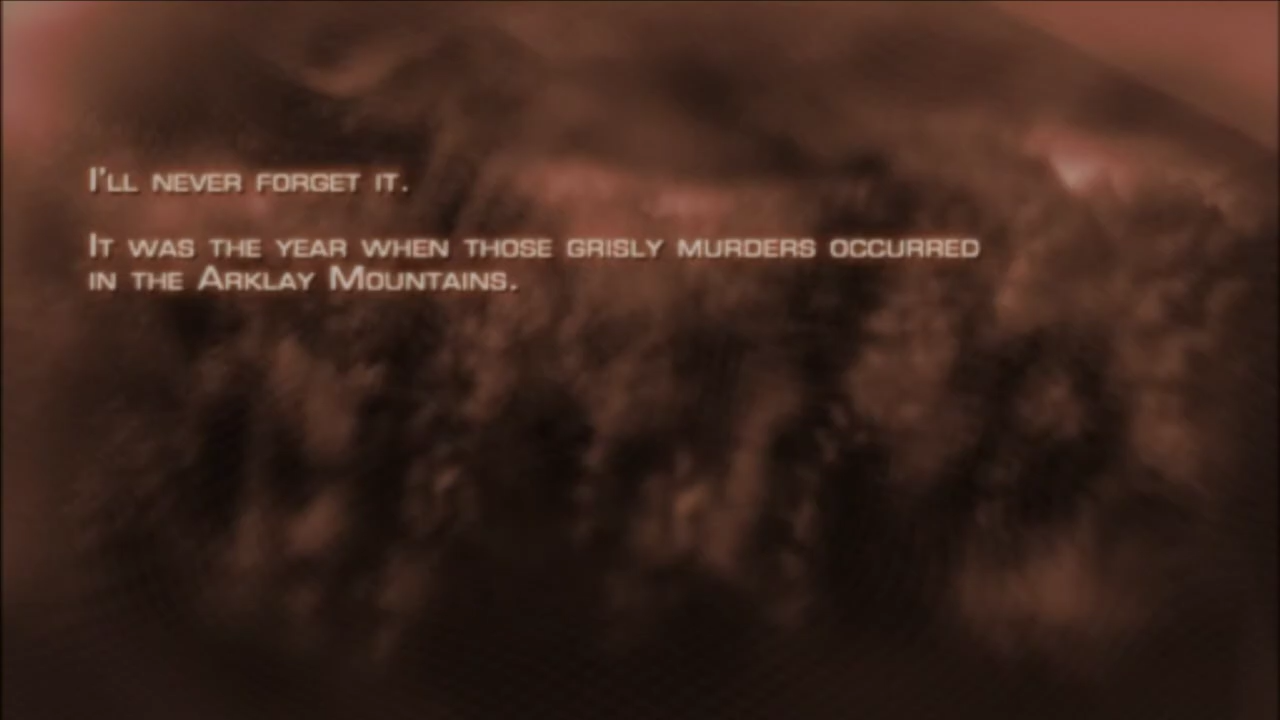 I'll never forget it.
It was the year when those grisly murders occurred
in the Arklay Mountains.